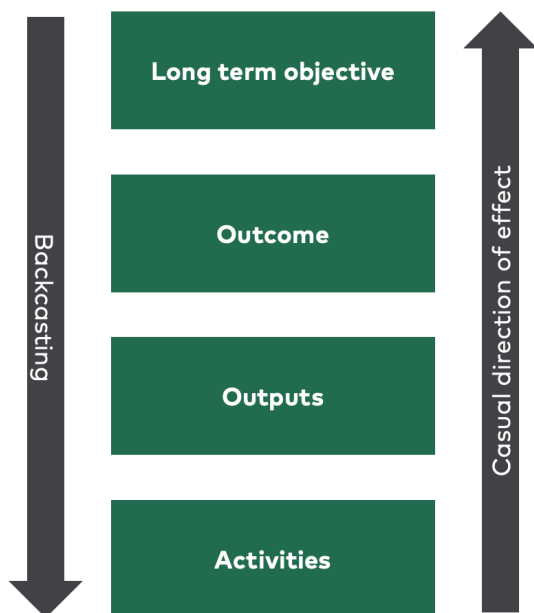 Long term objective
Outcome
Outputs
Activities
Backcasting
Casual direction of effect